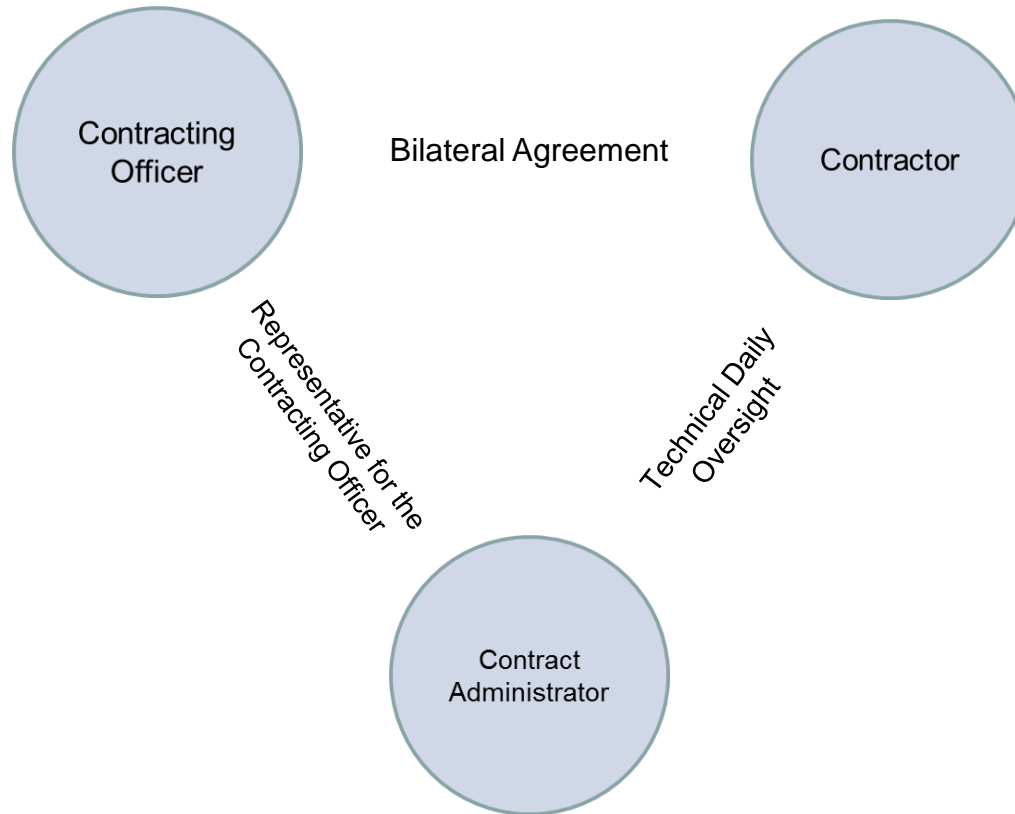 Contracting
Officer
Bilateral Agreement
Contractor
Representative for the
Contracting Officer
Technical Daily
Oversight
Contract
Administrator